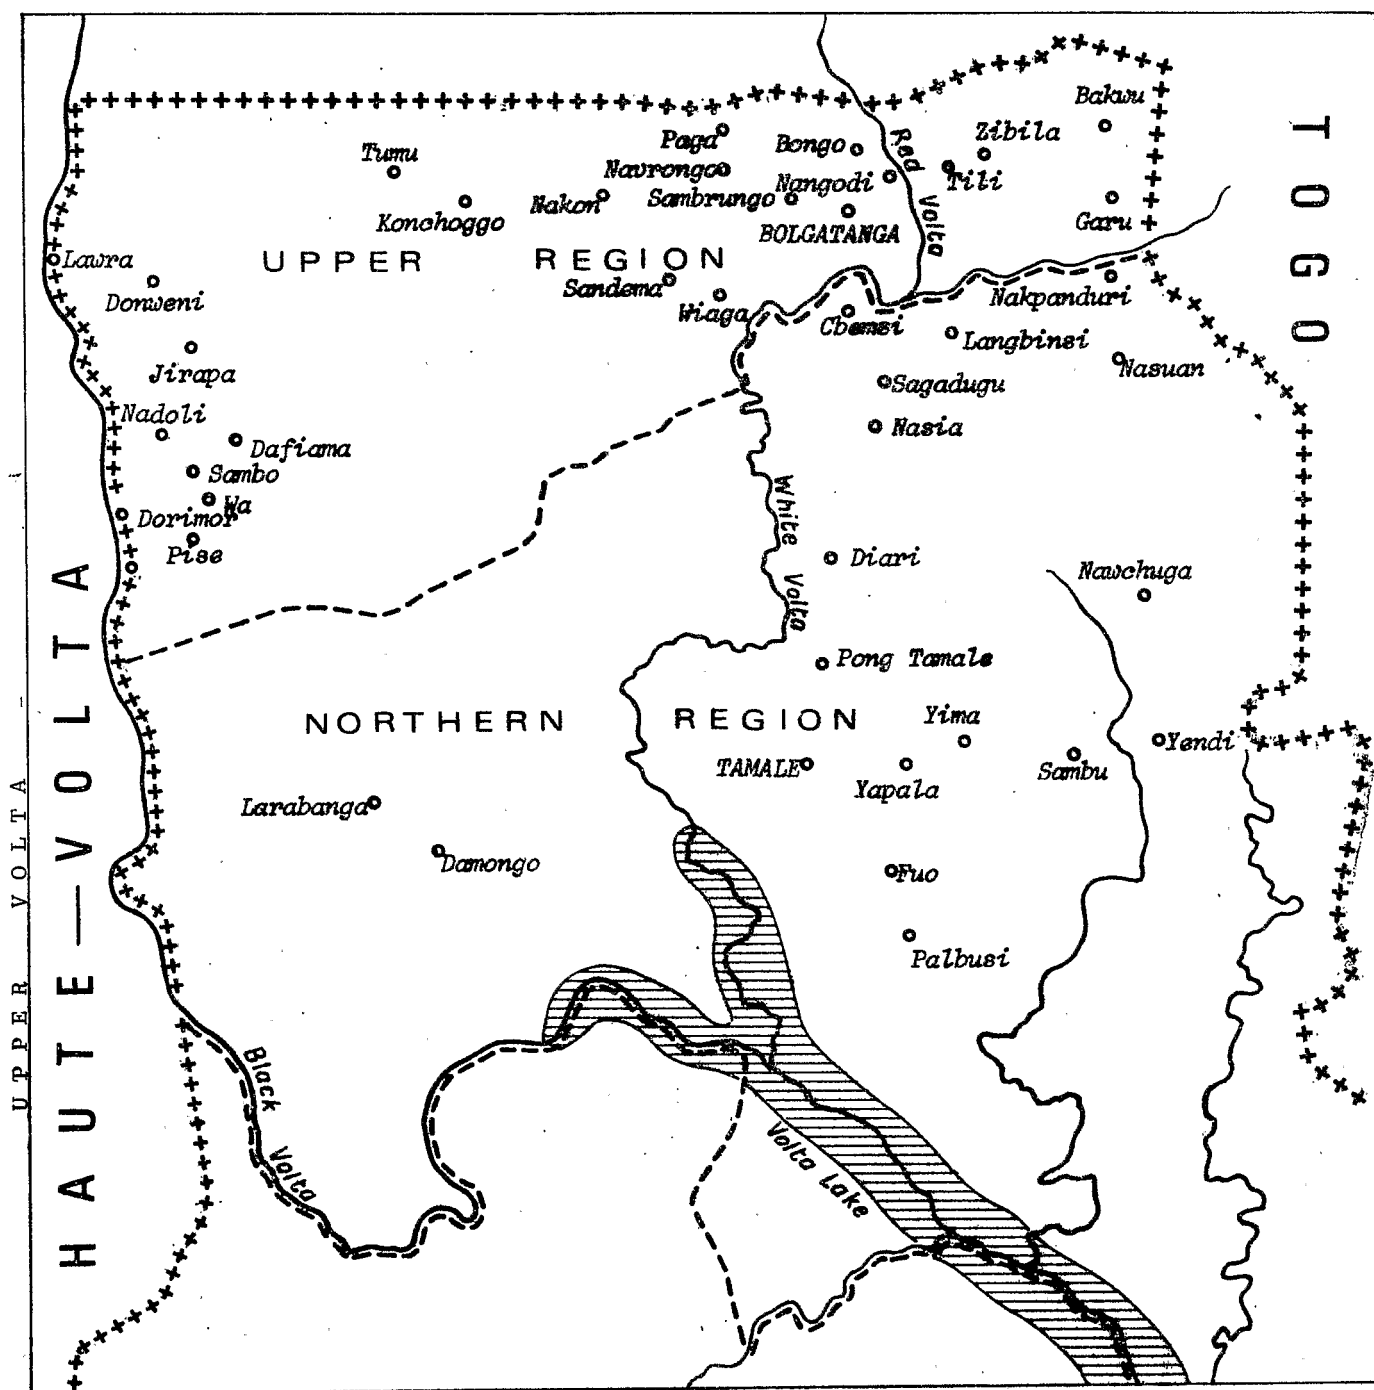 Bakwu
Zibila
Paga
Bongo
Red Volta
Tumu
Navrongo
Nangodi
Tili
Konchoggo
Nakon
Sambrungo
BOLGATANGA
Garu
TOGO
Lawra
UPPER REGION
Donweni
Sandema
Wiaga
Nakpanduri
Cbemsi
Langbinsi
Jirapa
Nasuan
Sagadugu
Nadoli
Nasia
Dafiama
Sambo
Wa
Dorimor
Pise
White Volta
Diari
Nawchuga
Pong Tamale
NORTHERN REGION
Yima
TAMALE
Yapala
Sambu
Yendi
Larabanga
Damongo
Fuo
Palbusi
Black Volta
Volta Lake
HAUTE—VOLTA
UPPER VOLTA